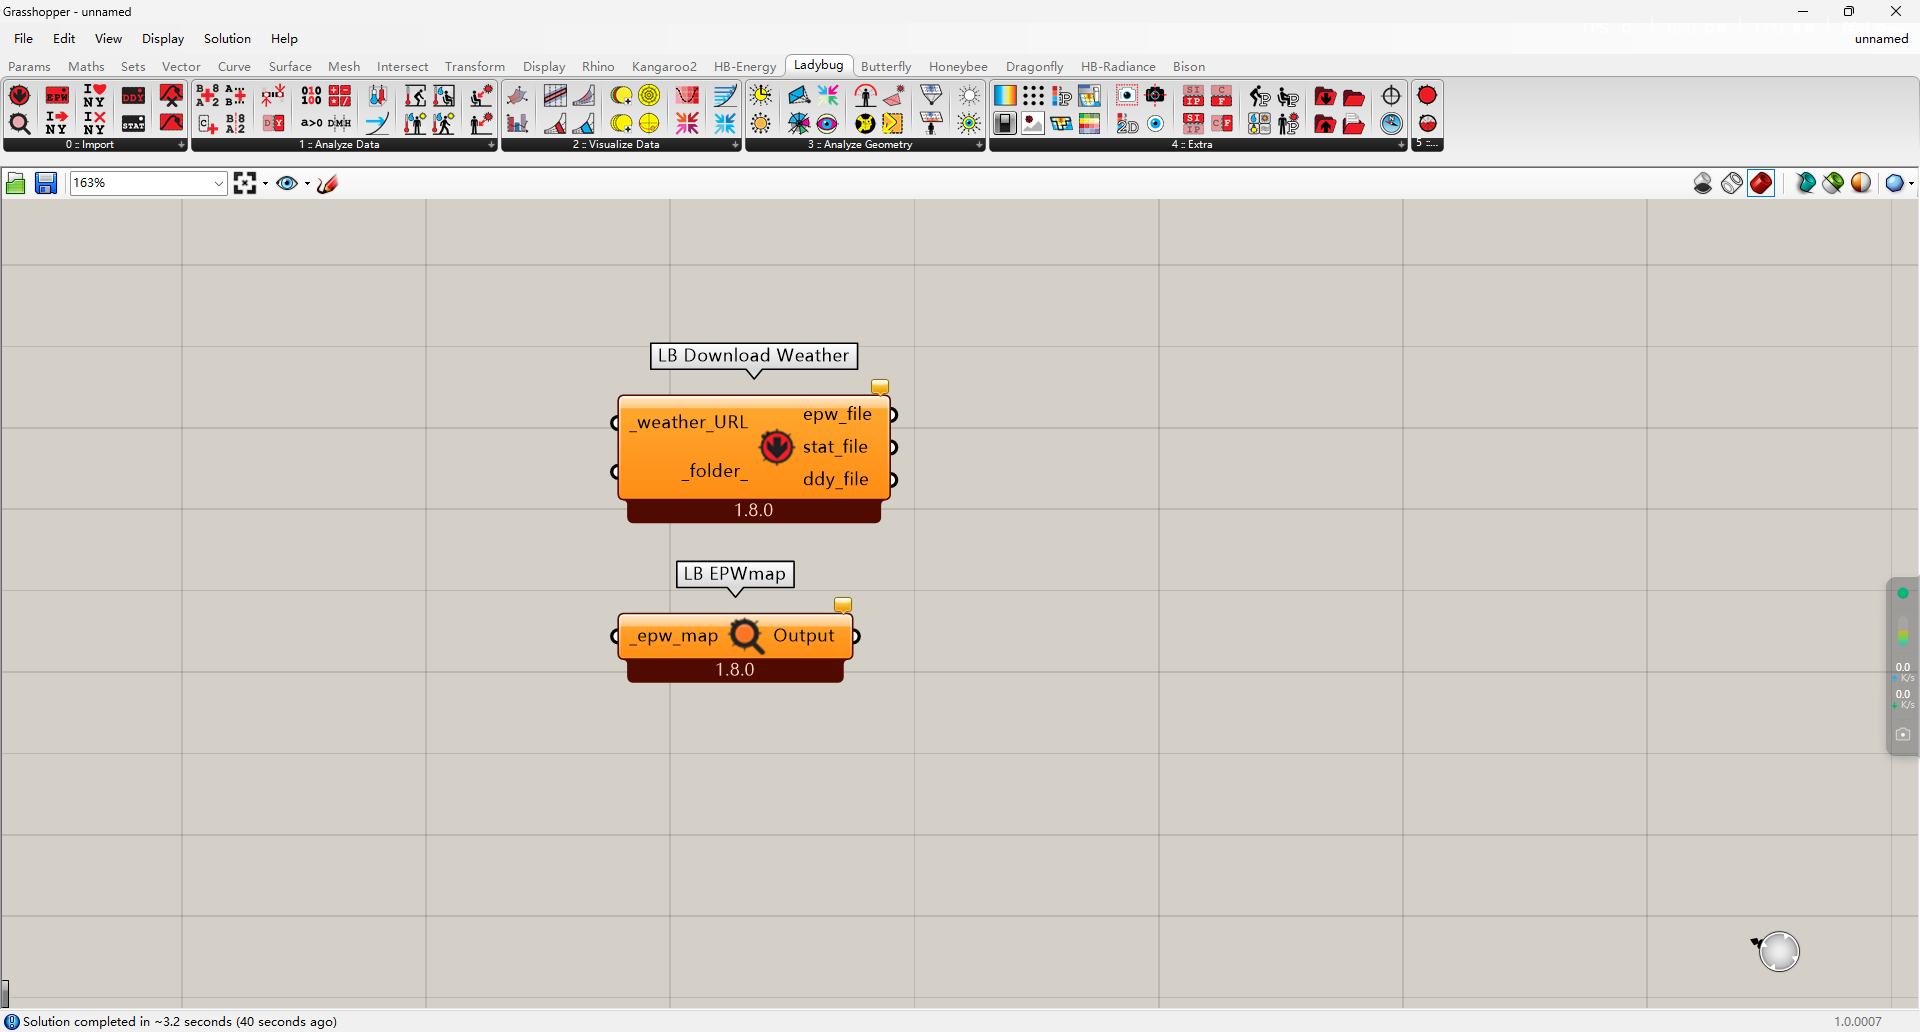 Grasshopper - unnamed
File Edit View Display Solution Help
unnamed
Params Maths Sets Vector Curve Surface Mesh Intersect Transform Display Rhino Kangaroo2 HB-Energy Ladybug Butterfly Honeybee Dragonfly HB-Radiance Bison
0 :: Import
1 :: Analyze Data
2 :: Visualize Data
3 :: Analyze Geometry
4 :: Extra
5 ::...
163%
LB Download Weather
_weather_URL
_folder_
epw_file
stat_file
ddy_file
1.8.0
LB EPWmap
_epw_map
Output
1.8.0
0.0
K/s
0.0
K/s
Solution completed in ~3.2 seconds (40 seconds ago)
1.0.0007